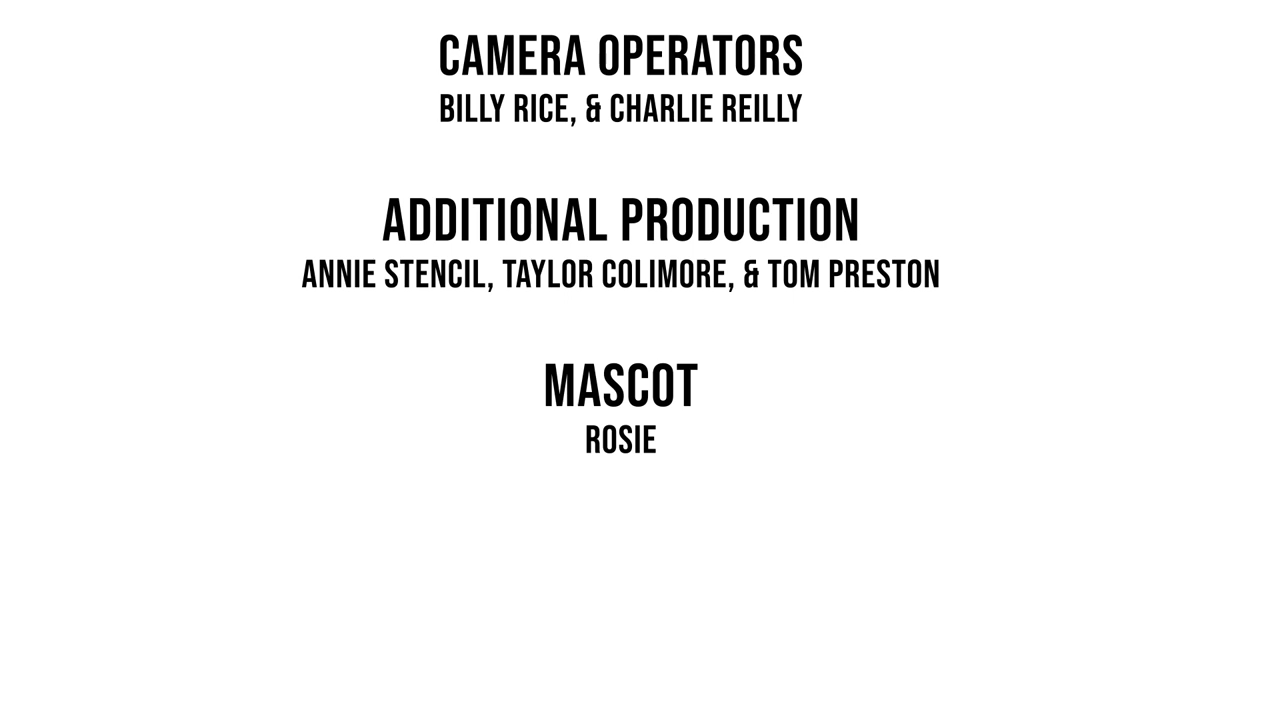 CAMERA OPERATORS
BILLY RICE, & CHARLIE REILLY
ADDITIONAL PRODUCTION
ANNIE STENCIL, TAYLOR COLIMORE, & TOM PRESTON
MASCOT
ROSIE